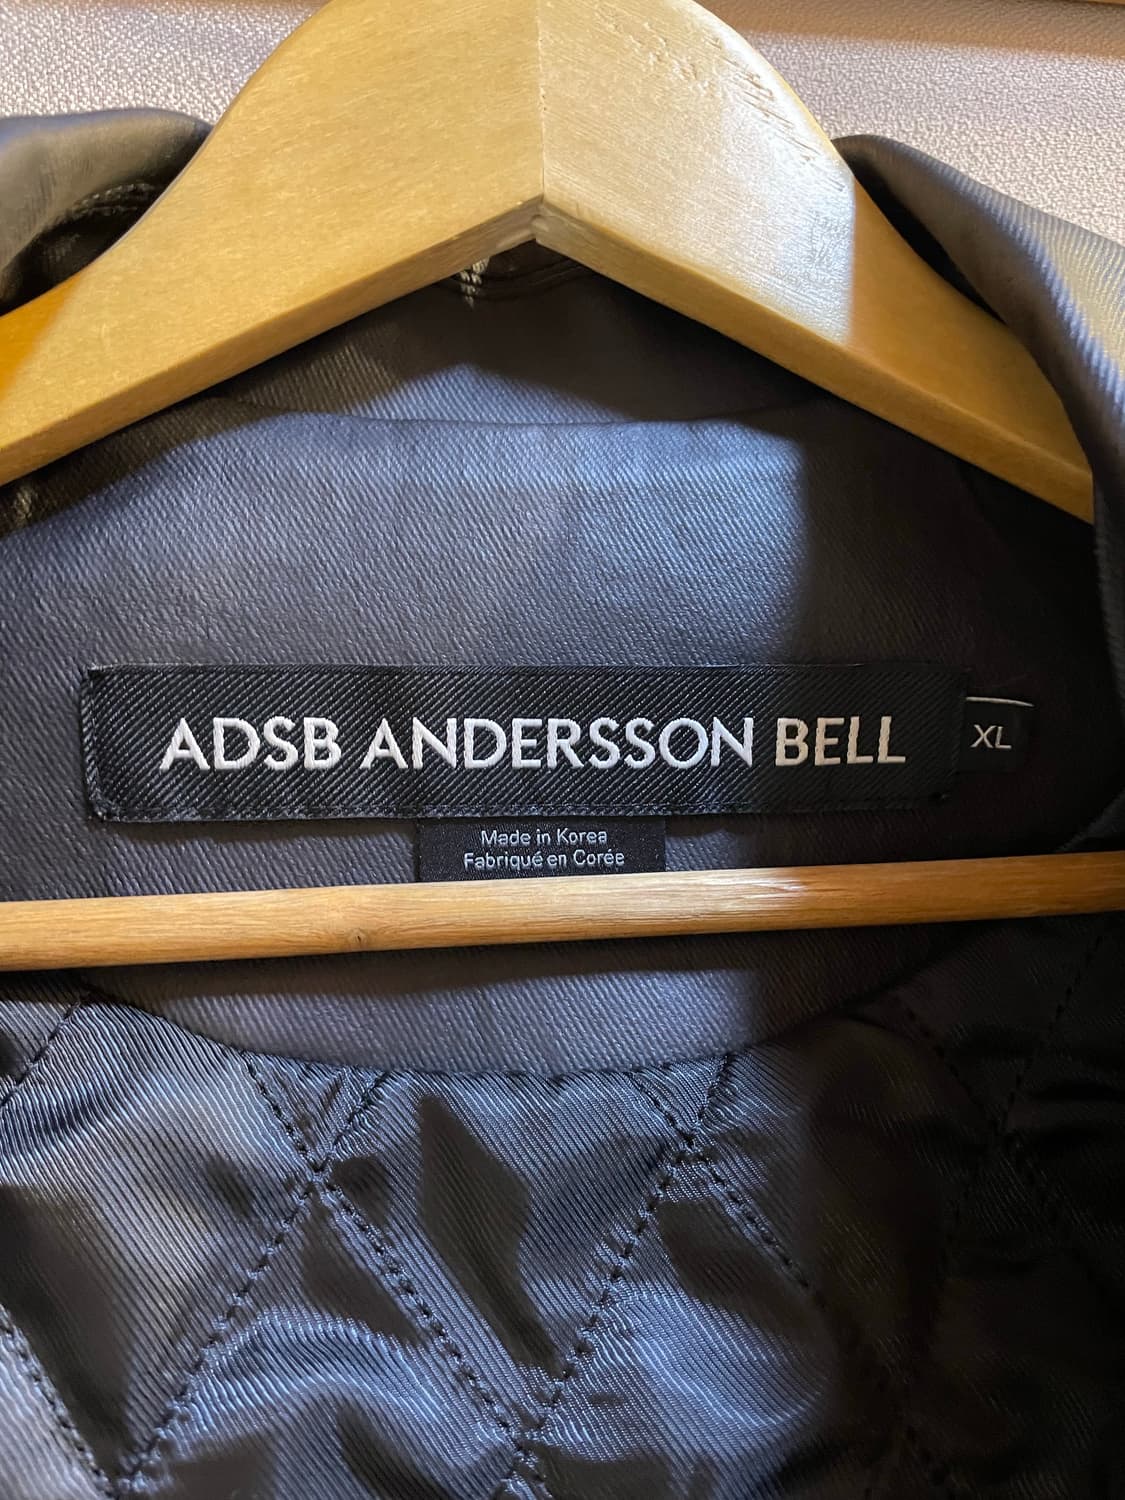 ADSB ANDERSSON BELL
XL
Made in Korea
Fabriqué en Corée